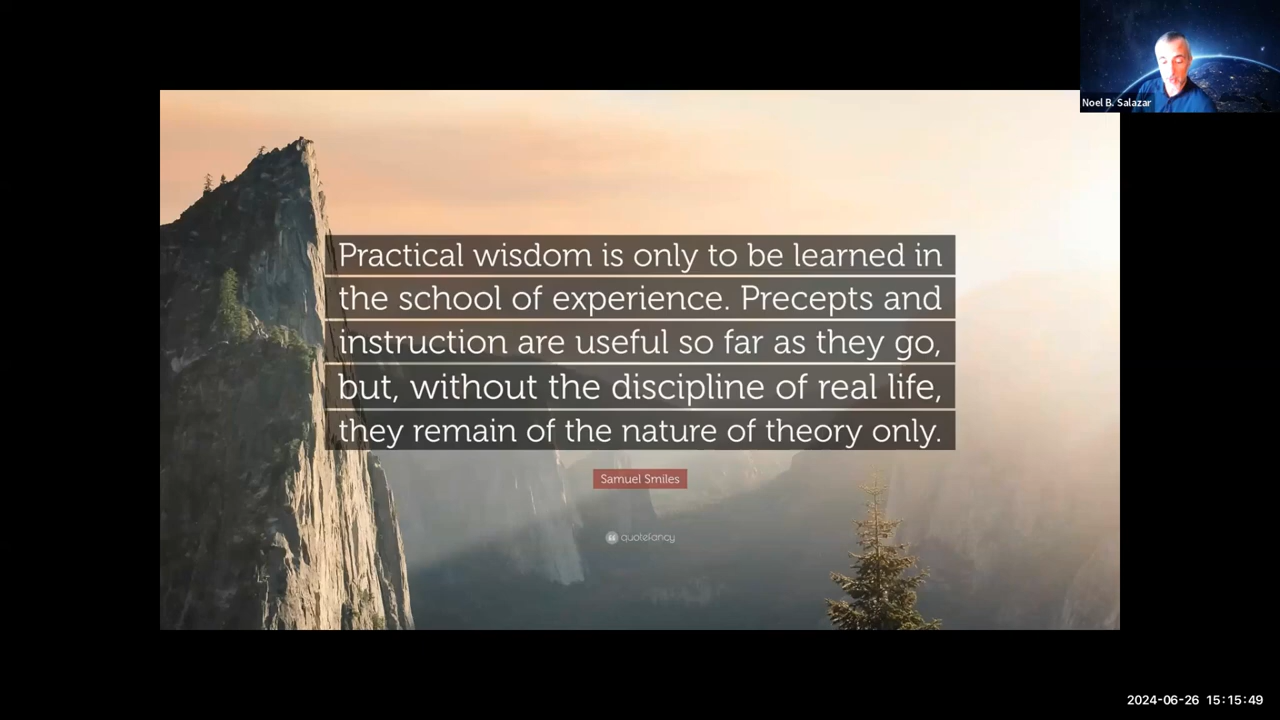 Noel B. Salazar
Practical wisdom is only to be learned in
the school of experience. Precepts and
instruction are useful so far as they go,
but, without the discipline of real life,
they remain of the nature of theory only.
Samuel Smiles
quotefancy
2024-06-26 15:15:49